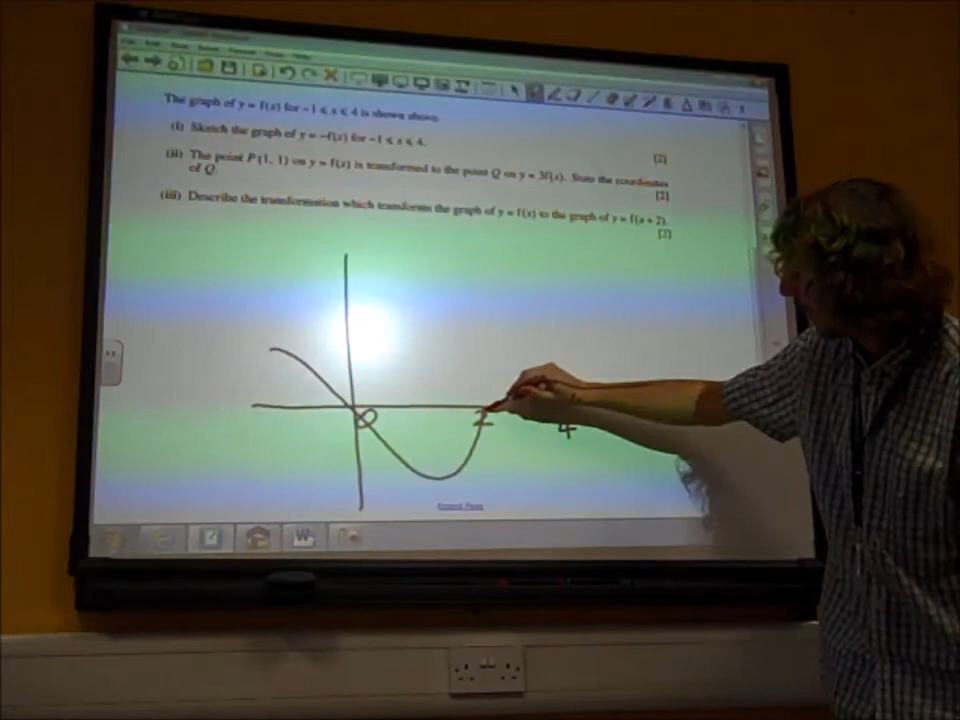 The graph of y = f(x) for −1 ⩽ x ⩽ 4 is shown above.
(i) Sketch the graph of y = −f(x) for −1 ⩽ x ⩽ 4.
[2]
(ii) The point P (1, 1) on y = f(x) is transformed to the point Q on y = 3f(x). State the coordinates
of Q.
[2]
(iii) Describe the transformation which transforms the graph of y = f(x) to the graph of y = f(x + 2).
[2]
0 2 4
Extend Page
W